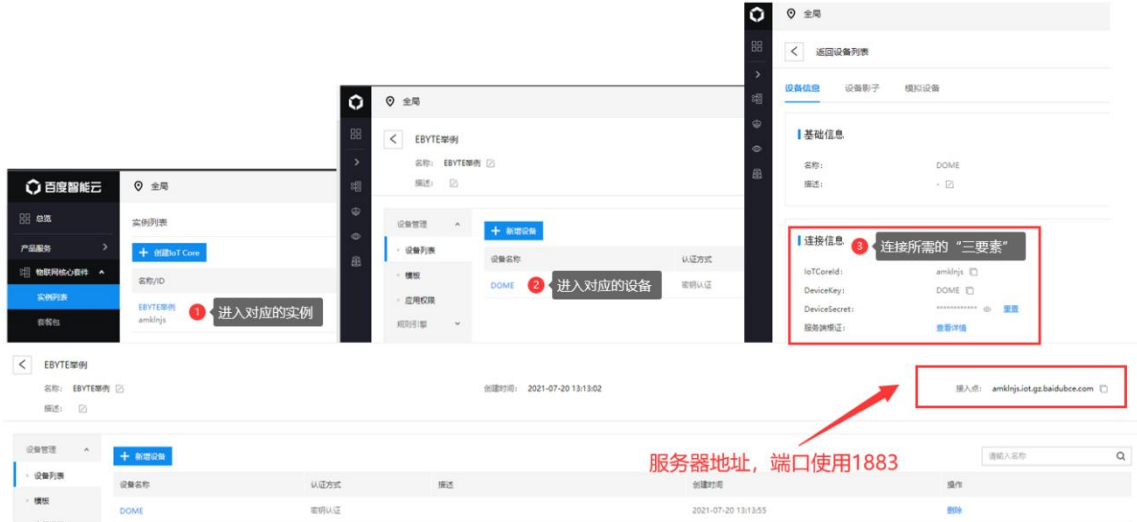 百度智能云
全局
总览
实例列表
产品服务
+ 创建IoT Core
物联网核心套件
名称/ID
实例列表
EBYTE举例
amklnjs
1 进入对应的实例
套餐包
全局
EBYTE举例
名称： EBYTE举例
描述：
设备管理
+ 新增设备
设备列表
设备名称
认证方式
模板
DOME
密钥认证
2 进入对应的设备
应用权限
规则引擎
全局
返回设备列表
设备信息
设备影子
模拟设备
基础信息
名称： DOME
描述： -
连接信息
3 连接所需的“三要素”
IoTCoreId： amklnjs
DeviceKey： DOME
DeviceSecret： ************ 重置
服务端根证： 查看详情
EBYTE举例
名称： EBYTE举例
创建时间： 2021-07-20 13:13:02
接入点： amklnjs.iot.gz.baidubce.com
描述：
服务器地址，端口使用1883
设备管理
+ 新增设备
请输入名称
设备列表
设备名称
认证方式
描述
创建时间
操作
模板
DOME
密钥认证
2021-07-20 13:13:55
删除